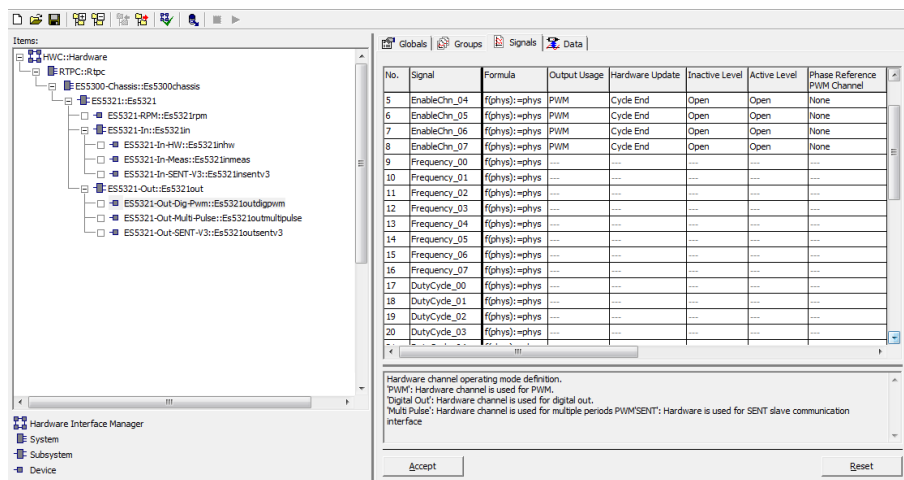 Items:
HWC::Hardware
RTPC::Rtpc
ES5300-Chassis::Es5300chassis
ES5321::Es5321
ES5321-RPM::Es5321rpm
ES5321-In::Es5321in
ES5321-In-HW::Es5321inhw
ES5321-In-Meas::Es5321inmeas
ES5321-In-SENT-V3::Es5321insentv3
ES5321-Out::Es5321out
ES5321-Out-Dig-Pwm::Es5321outdigpwm
ES5321-Out-Multi-Pulse::Es5321outmultipulse
ES5321-Out-SENT-V3::Es5321outsentv3
Hardware Interface Manager
System
Subsystem
Device
Globals Groups Signals Data
No. Signal Formula Output Usage Hardware Update Inactive Level Active Level Phase Reference
PWM Channel
5 EnableChn_04 f(phys):=phys PWM Cycle End Open Open None
6 EnableChn_05 f(phys):=phys PWM Cycle End Open Open None
7 EnableChn_06 f(phys):=phys PWM Cycle End Open Open None
8 EnableChn_07 f(phys):=phys PWM Cycle End Open Open None
9 Frequency_00 f(phys):=phys --- --- --- --- ---
10 Frequency_01 f(phys):=phys --- --- --- --- ---
11 Frequency_02 f(phys):=phys --- --- --- --- ---
12 Frequency_03 f(phys):=phys --- --- --- --- ---
13 Frequency_04 f(phys):=phys --- --- --- --- ---
14 Frequency_05 f(phys):=phys --- --- --- --- ---
15 Frequency_06 f(phys):=phys --- --- --- --- ---
16 Frequency_07 f(phys):=phys --- --- --- --- ---
17 DutyCycle_00 f(phys):=phys --- --- --- --- ---
18 DutyCycle_01 f(phys):=phys --- --- --- --- ---
19 DutyCycle_02 f(phys):=phys --- --- --- --- ---
20 DutyCycle_03 f(phys):=phys --- --- --- --- ---
Hardware channel operating mode definition.
'PWM': Hardware channel is used for PWM.
'Digital Out': Hardware channel is used for digital out.
'Multi Pulse': Hardware channel is used for multiple periods PWM'SENT': Hardware is used for SENT slave communication
interface
Accept Reset